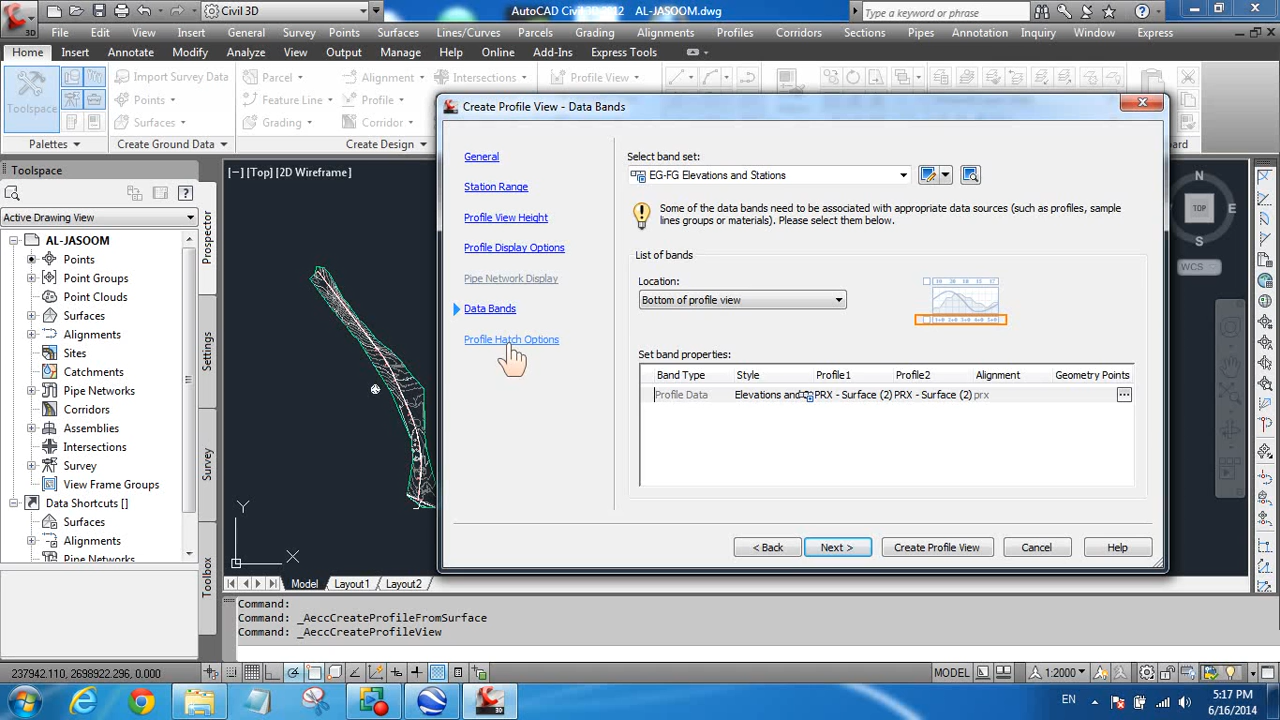 Civil 3D
AutoCAD Civil 3D 2012 AL-JASOOM.dwg
Type a keyword or phrase
File Edit View Insert General Survey Points Surfaces Lines/Curves Parcels Grading Alignments Profiles Corridors Sections Pipes Annotation Inquiry Window Express
Home Insert Annotate Modify Analyze View Output Manage Help Online Add-Ins Express Tools
Toolspace
Import Survey Data
Points
Surfaces
Parcel
Feature Line
Grading
Alignment
Profile
Corridor
Intersections
Profile View
Palettes
Create Ground Data
Create Design
Toolspace
Active Drawing View
AL-JASOOM
Points
Point Groups
Point Clouds
Surfaces
Alignments
Sites
Catchments
Pipe Networks
Corridors
Assemblies
Intersections
Survey
View Frame Groups
Data Shortcuts []
Surfaces
Alignments
Pipe Networks
Prospector
Settings
Survey
Toolbox
[−] [Top] [2D Wireframe]
Y
X
N
W
TOP
E
S
WCS
Create Profile View - Data Bands
General
Station Range
Profile View Height
Profile Display Options
Pipe Network Display
Data Bands
Profile Hatch Options
Select band set:
EG-FG Elevations and Stations
Some of the data bands need to be associated with appropriate data sources (such as profiles, sample
lines groups or materials). Please select them below.
List of bands
Location:
Bottom of profile view
Set band properties:
Band Type Style Profile1 Profile2 Alignment Geometry Points
Profile Data Elevations and PRX - Surface (2) PRX - Surface (2) prx ...
< Back Next > Create Profile View Cancel Help
Model Layout1 Layout2
Command:
Command: _AeccCreateProfileFromSurface
Command: _AeccCreateProfileView
237942.110, 2698922.296, 0.000
MODEL
1:2000
EN
5:17 PM
6/16/2014